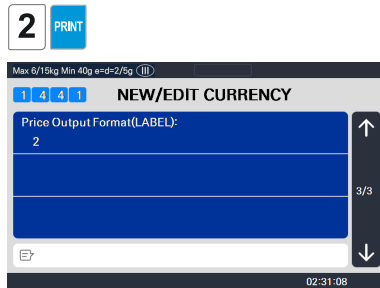 2 PRINT
Max 6/15kg Min 40g e=d=2/5g III
1 4 4 1 NEW/EDIT CURRENCY
Price Output Format(LABEL):
2
3/3
02:31:08